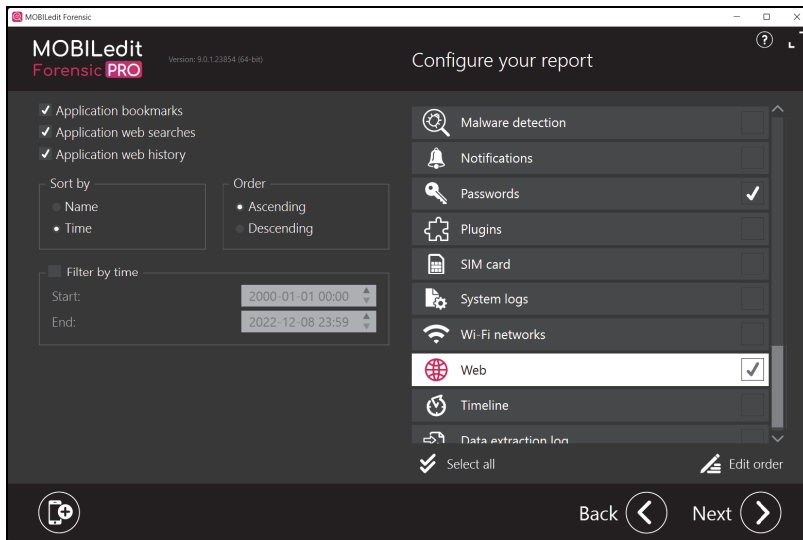 MOBILedit Forensic
MOBILedit
Forensic PRO
Version: 9.0.1.23854 (64-bit)
Configure your report
?
Application bookmarks
Application web searches
Application web history
Sort by
Name
Time
Order
Ascending
Descending
Filter by time
Start:
2000-01-01 00:00
End:
2022-12-08 23:59
Malware detection
Notifications
Passwords
Plugins
SIM card
System logs
Wi-Fi networks
Web
Timeline
Data extraction log
Select all
Edit order
Back
Next